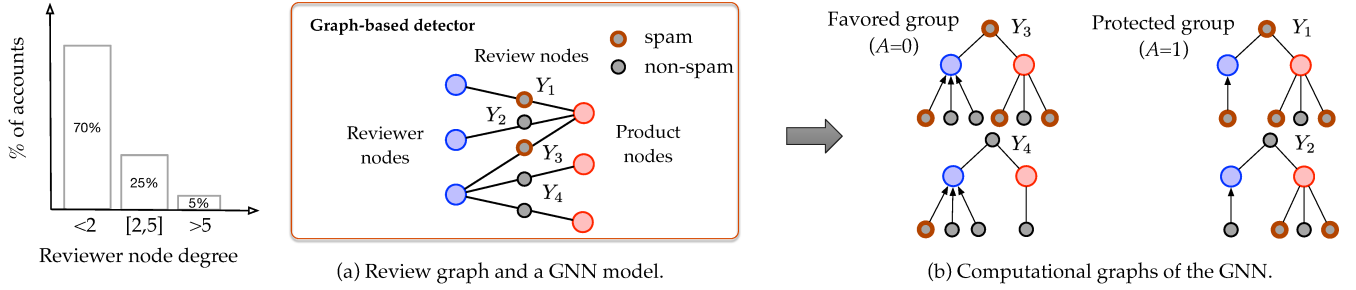 % of accounts
70%
25%
5%
<2
[2,5]
>5
Reviewer node degree
Graph-based detector
spam
non-spam
Review nodes
Y1
Y2
Y3
Y4
Reviewer
nodes
Product
nodes
(a) Review graph and a GNN model.
Favored group
(A=0)
Y3
Y4
Protected group
(A=1)
Y1
Y2
(b) Computational graphs of the GNN.